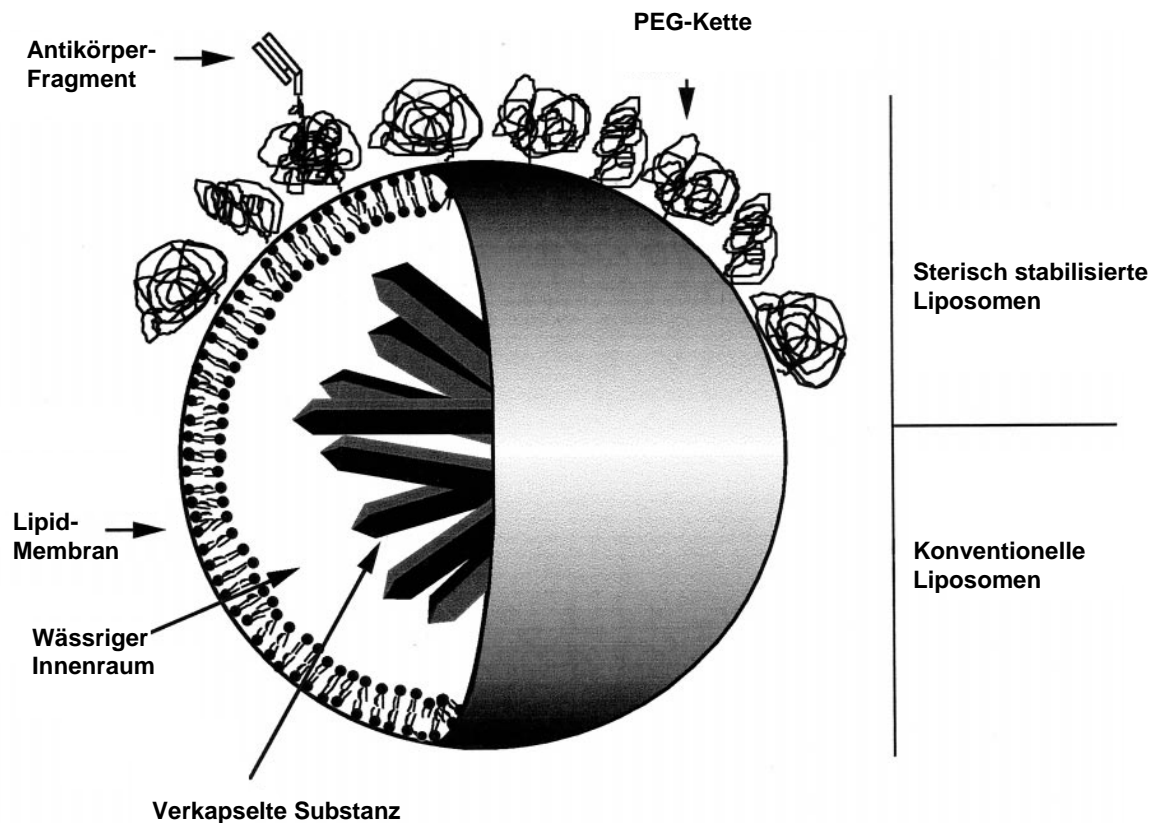 PEG-Kette
Antikörper-
Fragment
Sterisch stabilisierte
Liposomen
Lipid-
Membran
Konventionelle
Liposomen
Wässriger
Innenraum
Verkapselte Substanz